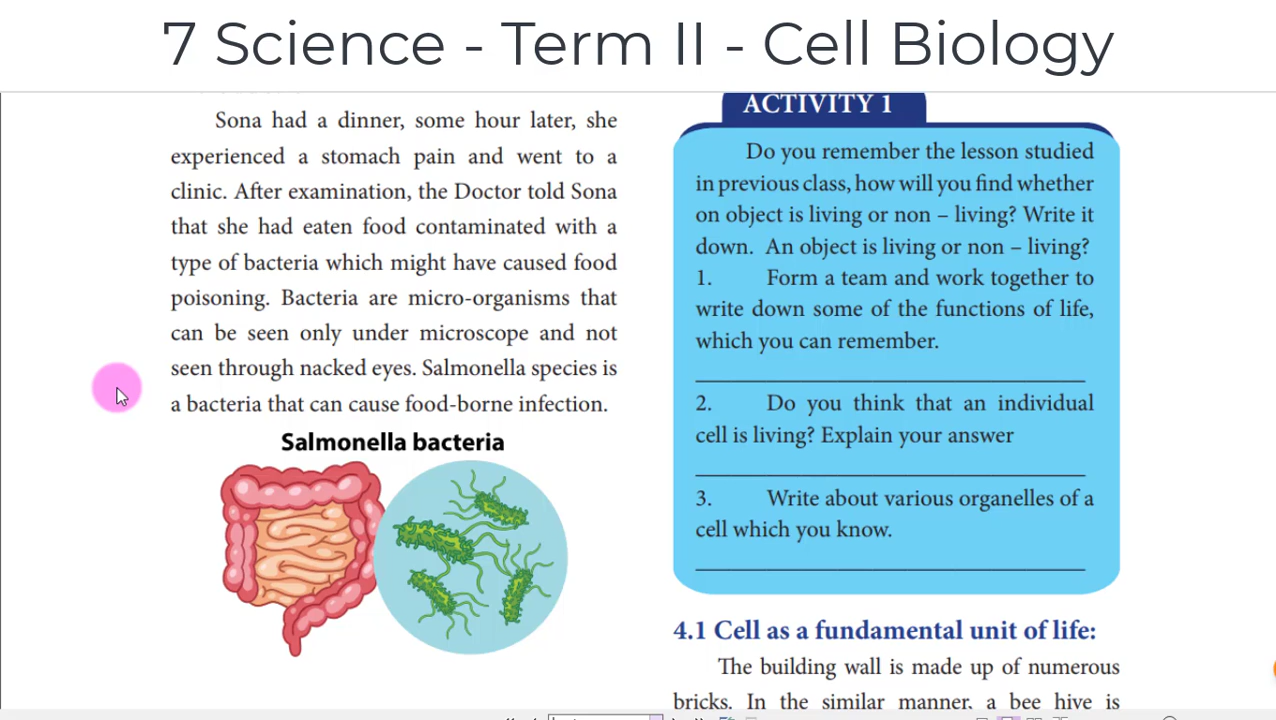 7 Science - Term II - Cell Biology
Sona had a dinner, some hour later, she
experienced a stomach pain and went to a
clinic. After examination, the Doctor told Sona
that she had eaten food contaminated with a
type of bacteria which might have caused food
poisoning. Bacteria are micro-organisms that
can be seen only under microscope and not
seen through nacked eyes. Salmonella species is
a bacteria that can cause food-borne infection.
Salmonella bacteria
ACTIVITY 1
Do you remember the lesson studied
in previous class, how will you find whether
on object is living or non – living? Write it
down. An object is living or non – living?
1. Form a team and work together to
write down some of the functions of life,
which you can remember.
2. Do you think that an individual
cell is living? Explain your answer
3. Write about various organelles of a
cell which you know.
4.1 Cell as a fundamental unit of life:
The building wall is made up of numerous
bricks. In the similar manner, a bee hive is